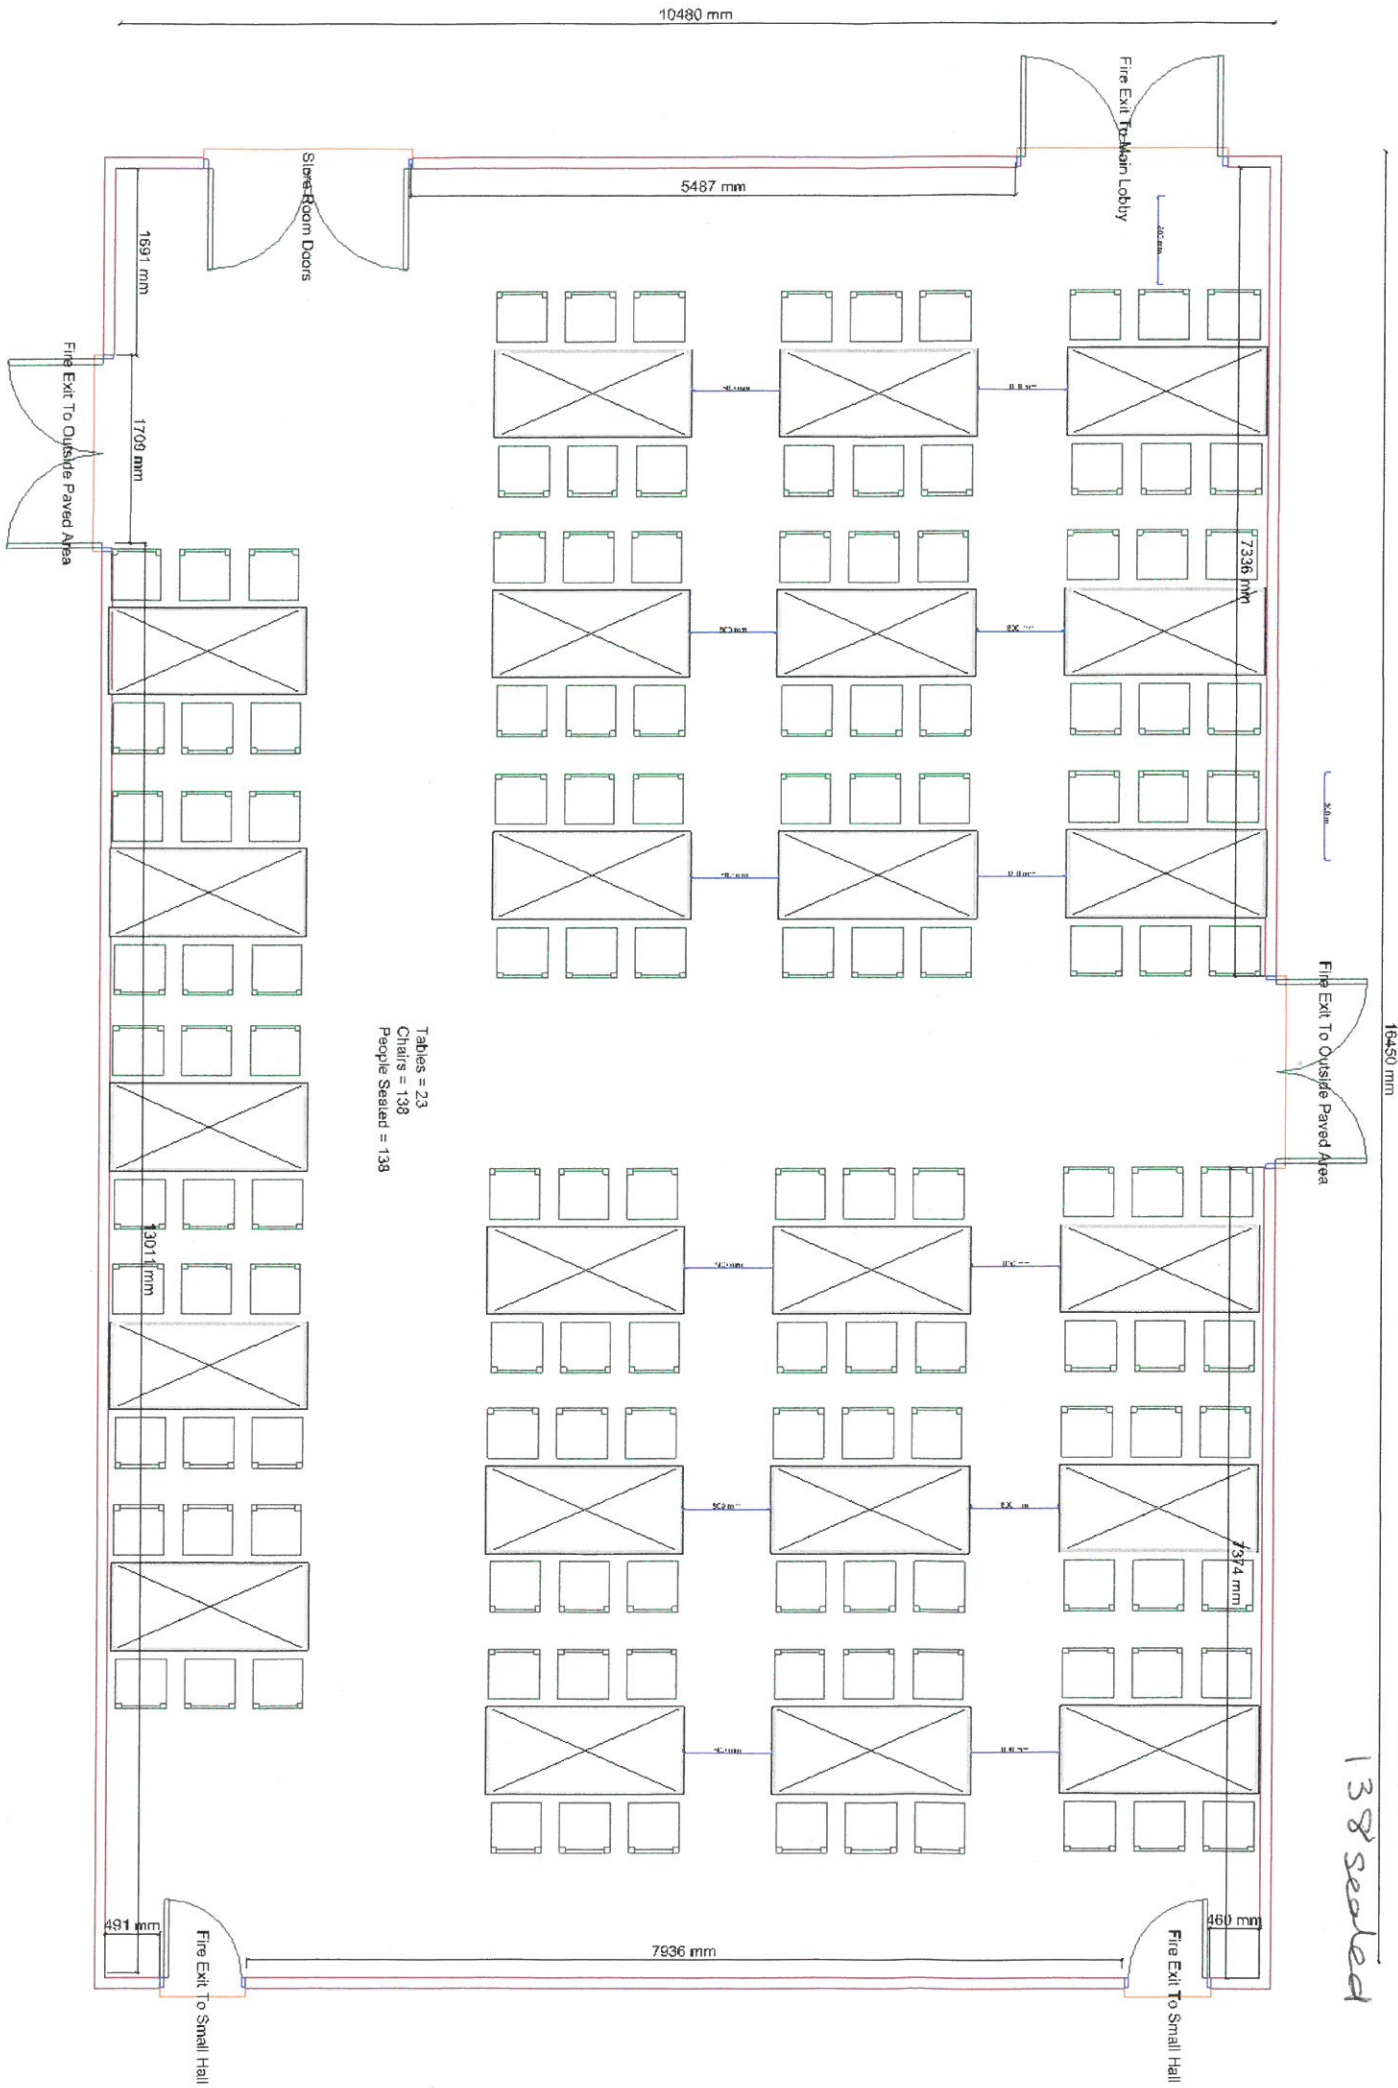 10480 mm
Fire Exit To Main Lobby
Store Room Doors
5487 mm
1691 mm
Fire Exit To Outside Paved Area
1709 mm
7336 mm
16450 mm
Fire Exit To Outside Paved Area
Tables = 23
Chairs = 138
People Seated = 138
13011 mm
7374 mm
138 seated
491 mm
460 mm
7936 mm
Fire Exit To Small Hall
Fire Exit To Small Hall